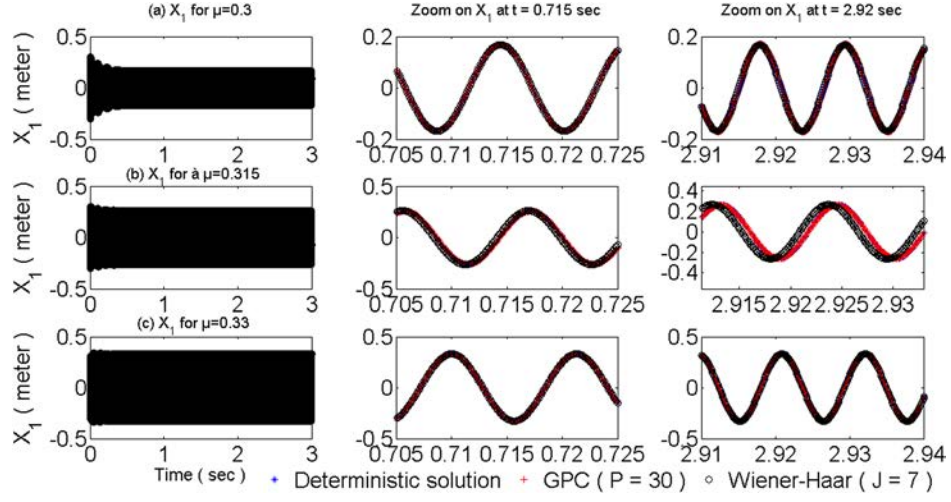 (a) X1 for μ=0.3
Zoom on X1 at t = 0.715 sec
Zoom on X1 at t = 2.92 sec
X1 ( meter )
0.5
0
-0.5
0 1 2 3
0.2
0
-0.2
0.705 0.71 0.715 0.72 0.725
0.2
0
-0.2
2.91 2.92 2.93 2.94
(b) X1 for à μ=0.315
X1 ( meter )
0.5
0
-0.5
0 1 2 3
0.5
0
-0.5
0.705 0.71 0.715 0.72 0.725
0.4
0.2
0
-0.2
-0.4
2.915 2.92 2.925 2.93
(c) X1 for μ=0.33
X1 ( meter )
0.5
0
-0.5
0 1 2 3
Time ( sec )
0.5
0
-0.5
0.705 0.71 0.715 0.72 0.725
0.5
0
-0.5
2.91 2.92 2.93 2.94
Deterministic solution
GPC ( P = 30 )
Wiener-Haar ( J = 7 )